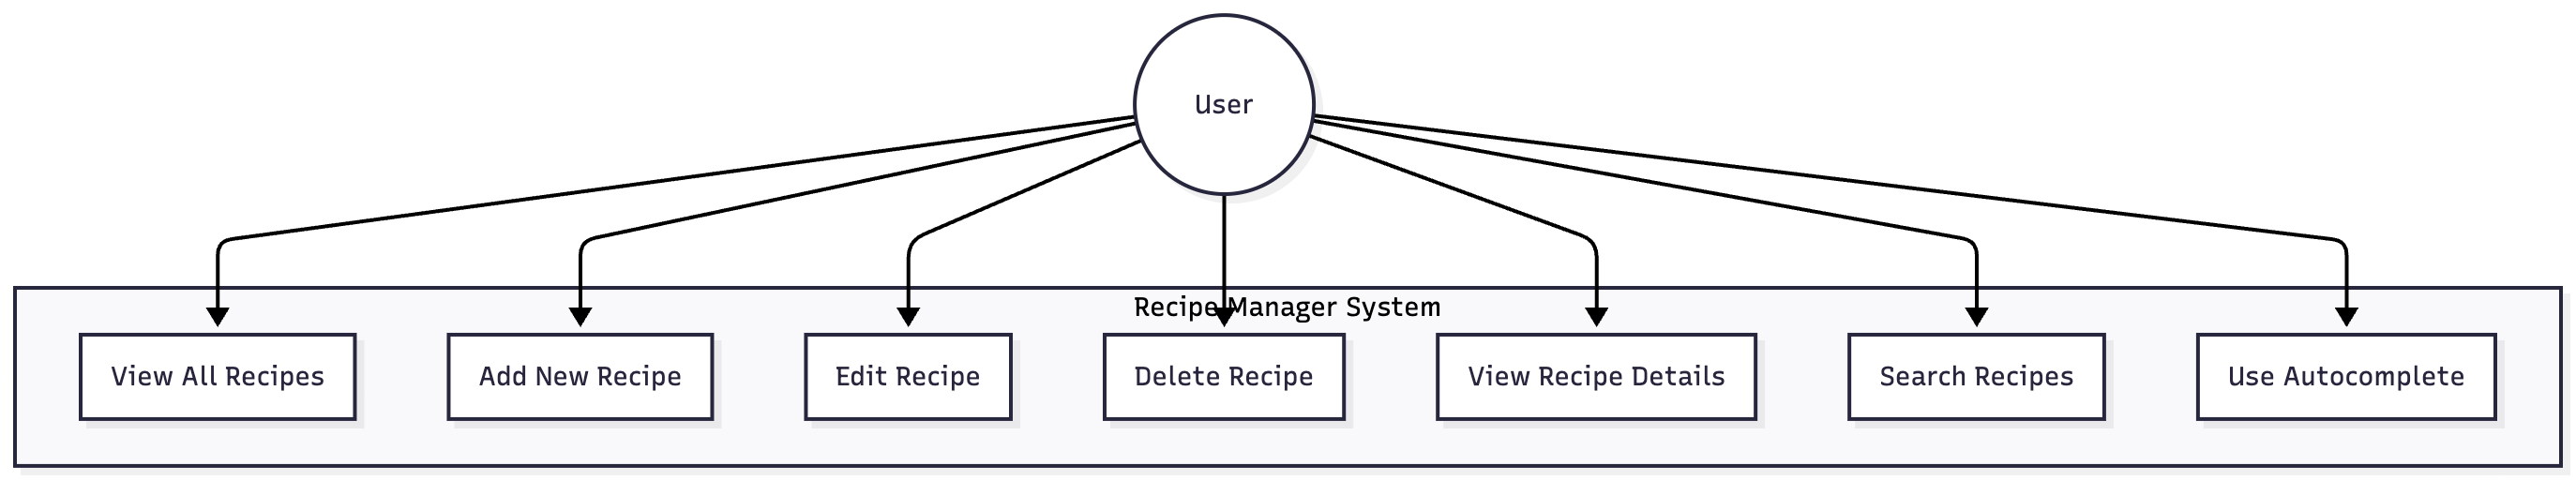 User
Recipe Manager System
View All Recipes
Add New Recipe
Edit Recipe
Delete Recipe
View Recipe Details
Search Recipes
Use Autocomplete